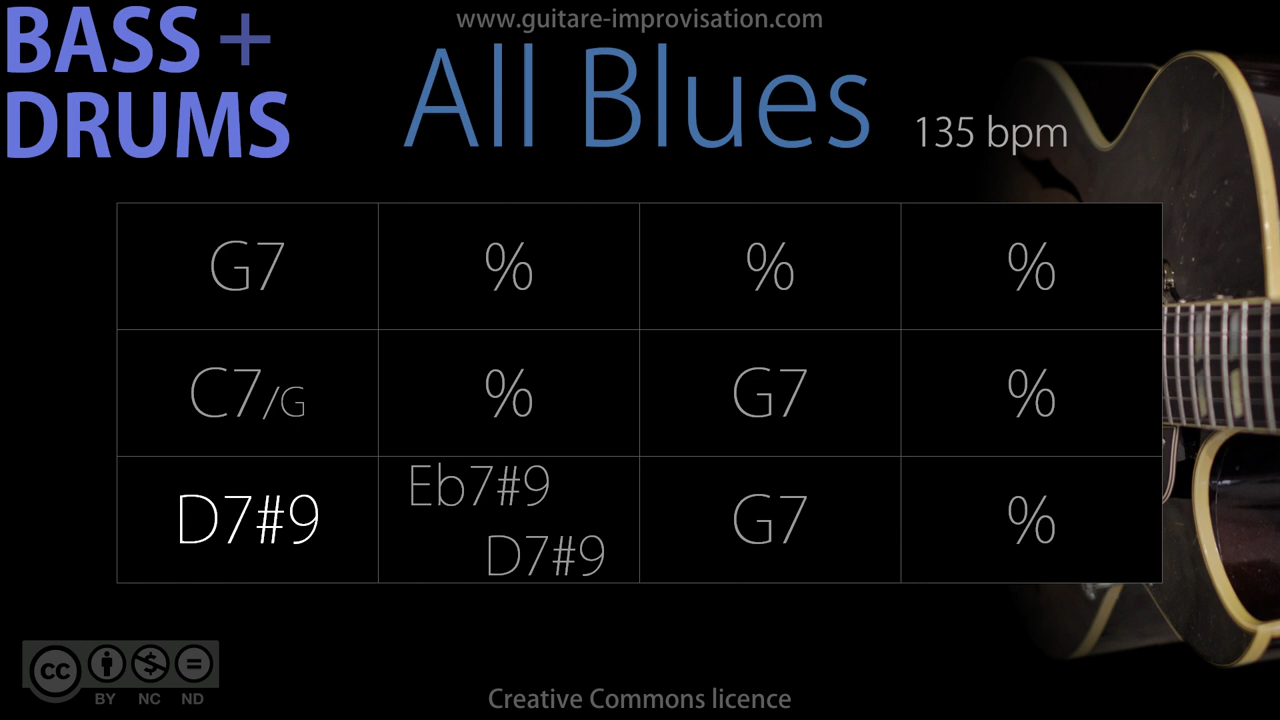 www.guitare-improvisation.com
BASS +
DRUMS
All Blues
135 bpm
G7 % % %
C7/G % G7 %
D7#9 Eb7#9 D7#9 G7 %
cc
BY NC ND
Creative Commons licence